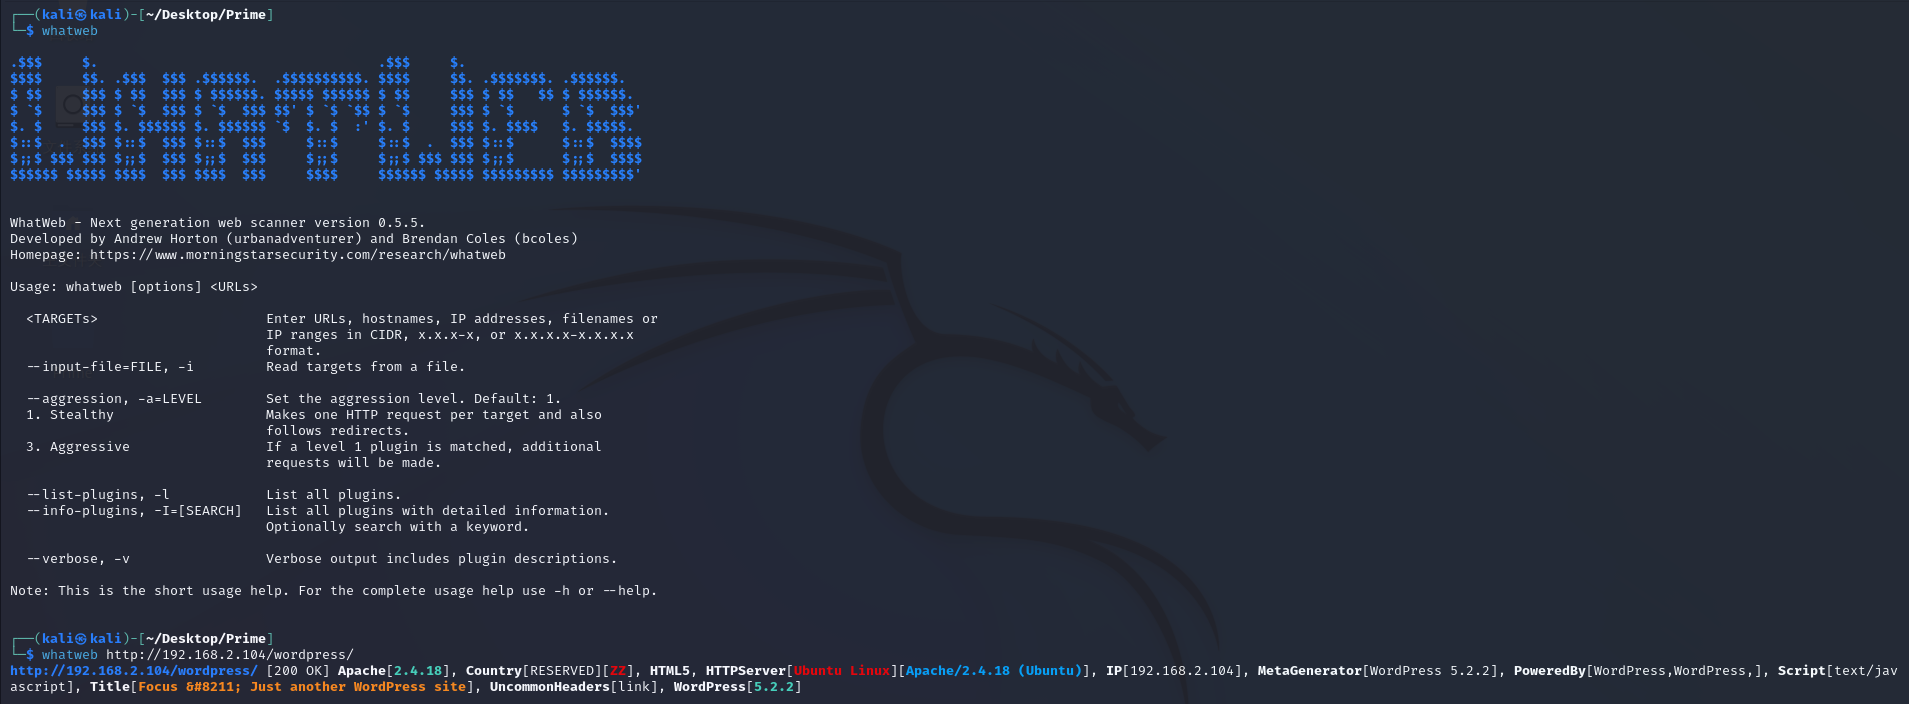 ┌──(kali㉿kali)-[~/Desktop/Prime]
└─$ whatweb

.$$$     $.                                   .$$$     $.
$$$$     $$. .$$$  $$$ .$$$$$$.  .$$$$$$$$$$. $$$$     $$. .$$$$$$$. .$$$$$$.
$ $$     $$$ $ $$  $$$ $ $$$$$$. $$$$$ $$$$$$ $ $$     $$$ $ $$   $$ $ $$$$$$.
$ `$     $$$ $ `$  $$$ $ `$  $$$ $$' $ `$ `$$ $ `$     $$$ $ `$      $ `$  $$$'
$. $     $$$ $. $$$$$$ $. $$$$$$ `$  $. $  :' $. $     $$$ $. $$$$   $. $$$$$.
$::$  .  $$$ $::$  $$$ $::$  $$$     $::$     $::$  .  $$$ $::$      $::$  $$$$
$;;$ $$$ $$$ $;;$  $$$ $;;$  $$$     $;;$     $;;$ $$$ $$$ $;;$      $;;$  $$$$
$$$$$$ $$$$$ $$$$  $$$ $$$$  $$$     $$$$     $$$$$$ $$$$$ $$$$$$$$$ $$$$$$$$$'

WhatWeb - Next generation web scanner version 0.5.5.
Developed by Andrew Horton (urbanadventurer) and Brendan Coles (bcoles)
Homepage: https://www.morningstarsecurity.com/research/whatweb

Usage: whatweb [options] <URLs>

  <TARGETs>                     Enter URLs, hostnames, IP addresses, filenames or
                                IP ranges in CIDR, x.x.x-x, or x.x.x.x-x.x.x.x
                                format.
  --input-file=FILE, -i         Read targets from a file.

  --aggression, -a=LEVEL        Set the aggression level. Default: 1.
  1. Stealthy                   Makes one HTTP request per target and also
                                follows redirects.
  3. Aggressive                 If a level 1 plugin is matched, additional
                                requests will be made.

  --list-plugins, -l            List all plugins.
  --info-plugins, -I=[SEARCH]   List all plugins with detailed information.
                                Optionally search with a keyword.

  --verbose, -v                 Verbose output includes plugin descriptions.

Note: This is the short usage help. For the complete usage help use -h or --help.

┌──(kali㉿kali)-[~/Desktop/Prime]
└─$ whatweb http://192.168.2.104/wordpress/
http://192.168.2.104/wordpress/ [200 OK] Apache[2.4.18], Country[RESERVED][ZZ], HTML5, HTTPServer[Ubuntu Linux][Apache/2.4.18 (Ubuntu)], IP[192.168.2.104], MetaGenerator[WordPress 5.2.2], PoweredBy[WordPress,WordPress,], Script[text/jav
ascript], Title[Focus &#8211; Just another WordPress site], UncommonHeaders[link], WordPress[5.2.2]